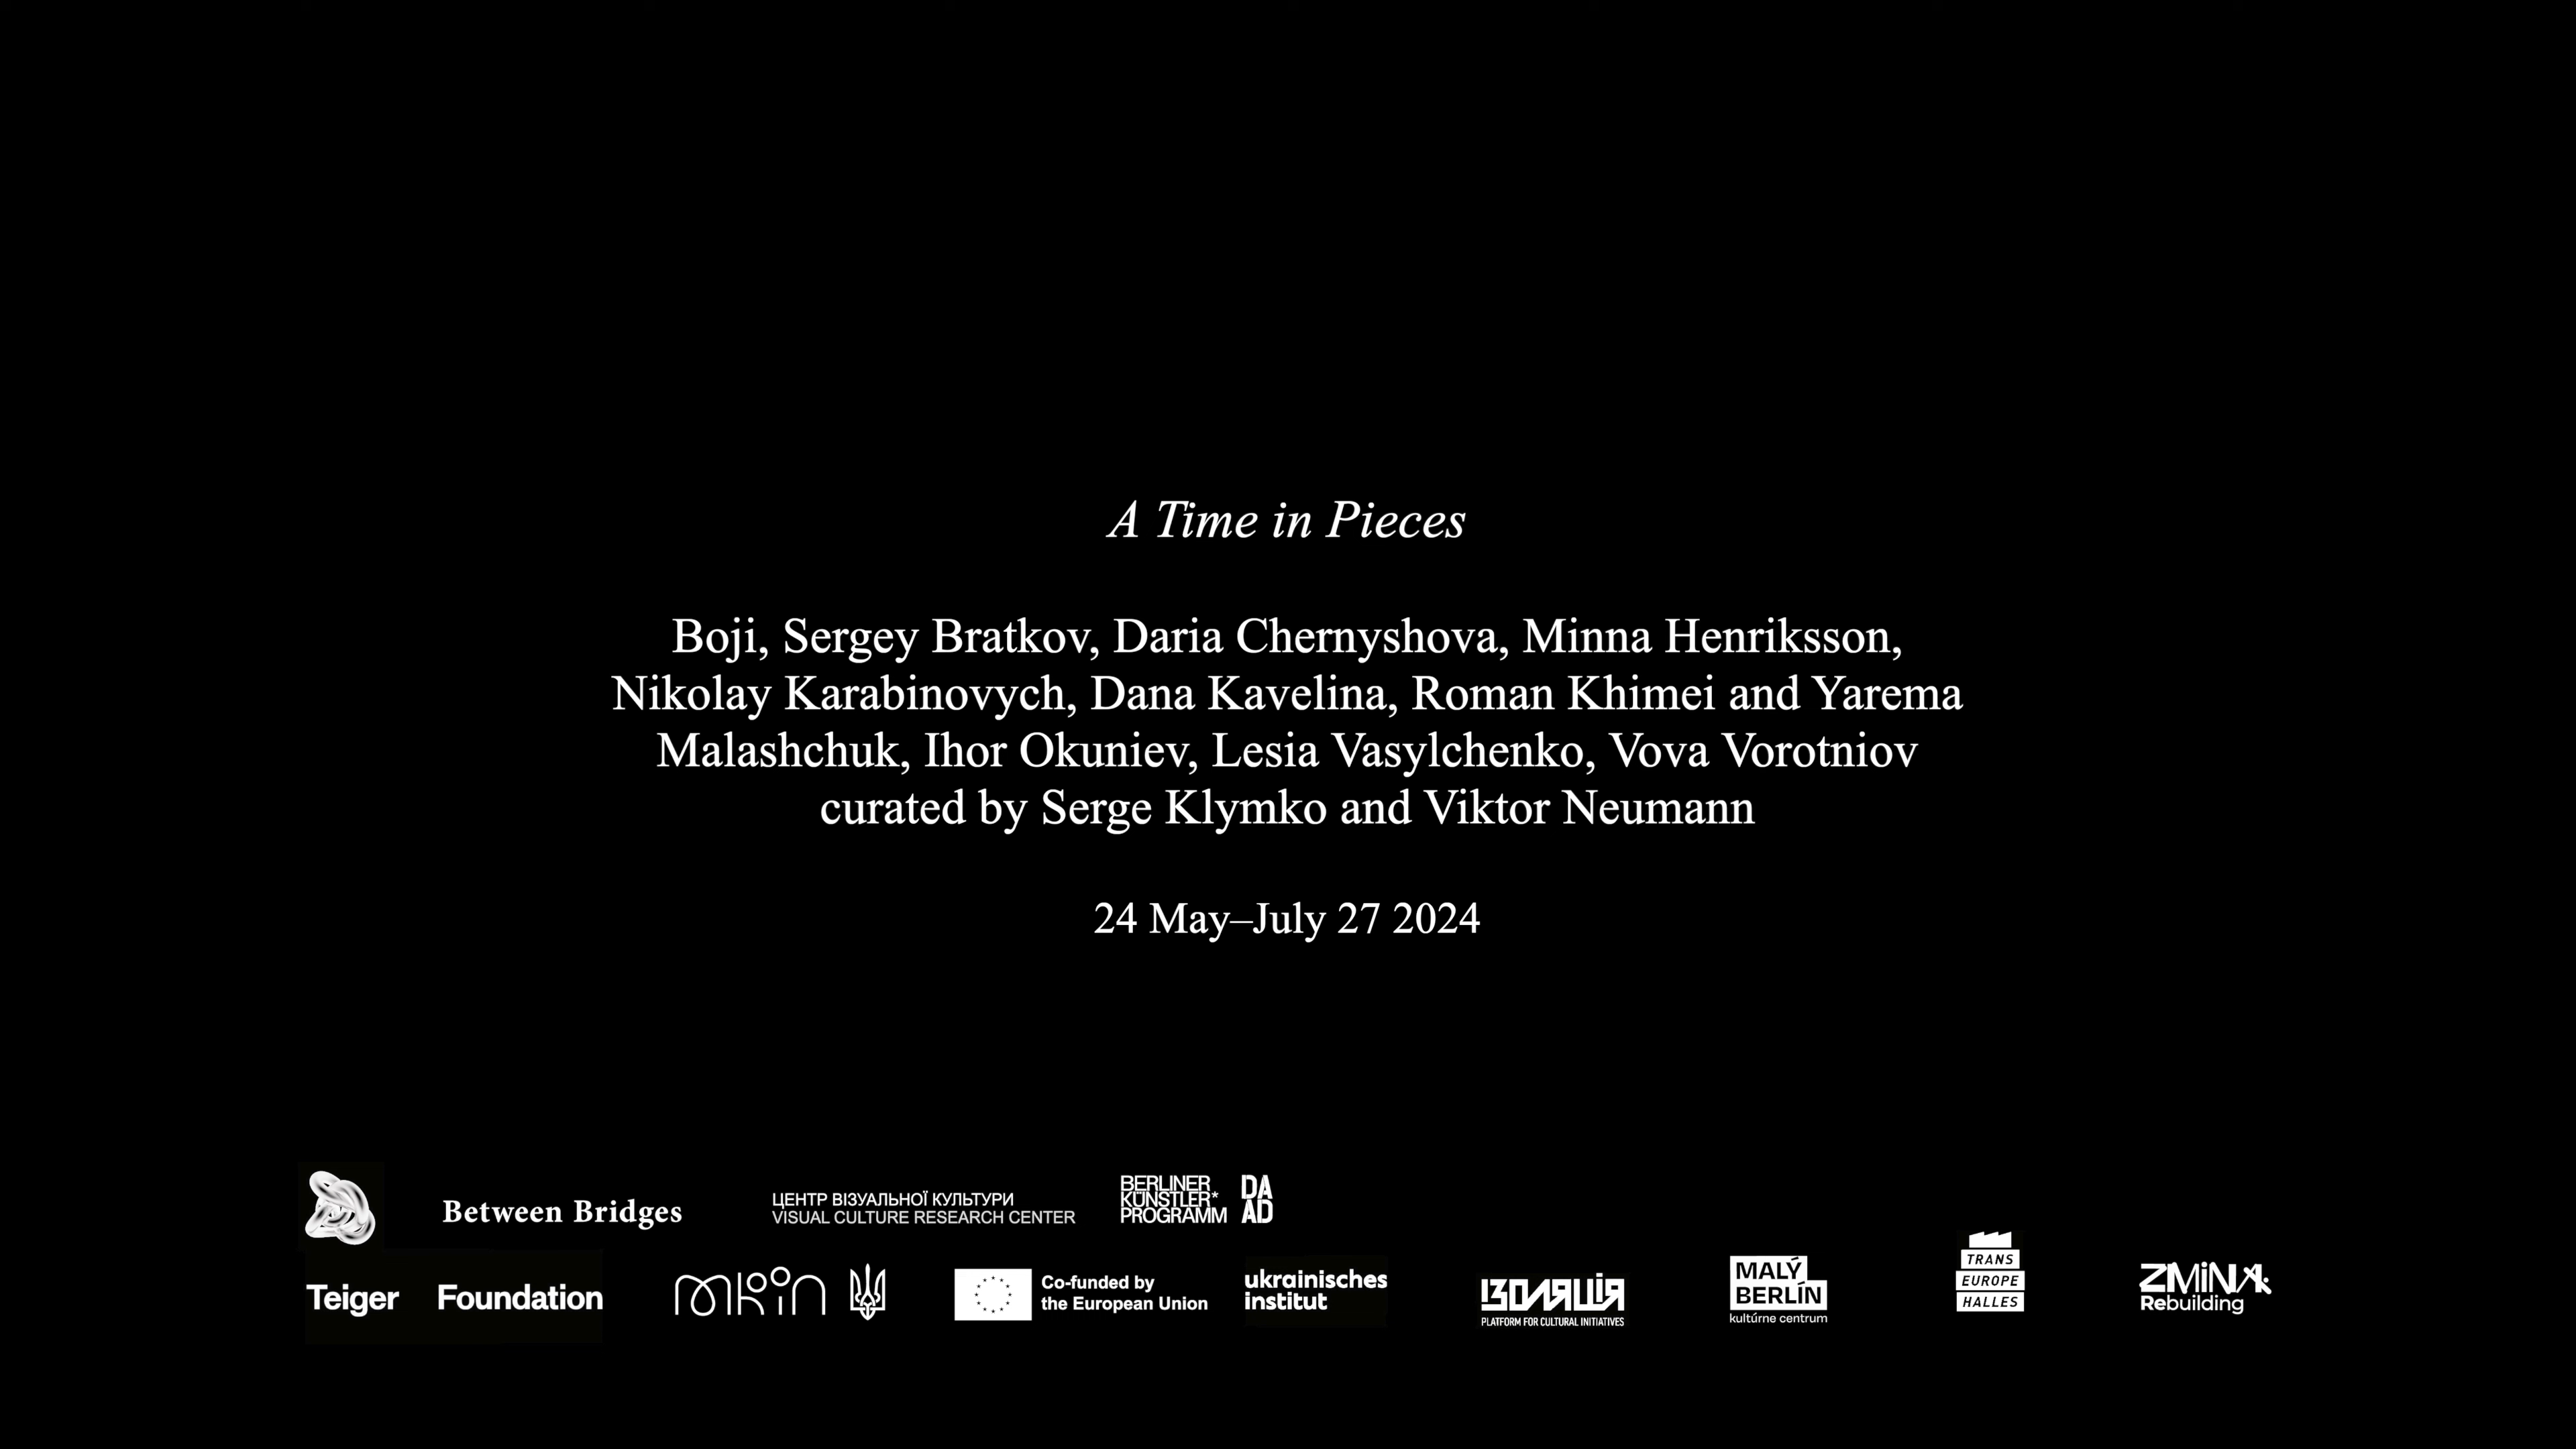 A Time in Pieces
Boji, Sergey Bratkov, Daria Chernyshova, Minna Henriksson,
Nikolay Karabinovych, Dana Kavelina, Roman Khimei and Yarema
Malashchuk, Ihor Okuniev, Lesia Vasylchenko, Vova Vorotniov
curated by Serge Klymko and Viktor Neumann
24 May–July 27 2024
Between Bridges
ЦЕНТР ВІЗУАЛЬНОЇ КУЛЬТУРИ
VISUAL CULTURE RESEARCH CENTER
BERLINER
KÜNSTLER*
PROGRAMM
DA
AD
Teiger Foundation
Co-funded by
the European Union
ukrainisches
institut
ІЗОЛЯЦІЯ
PLATFORM FOR CULTURAL INITIATIVES
MALÝ
BERLÍN
kultúrne centrum
TRANS
EUROPE
HALLES
ZMINA
Rebuilding